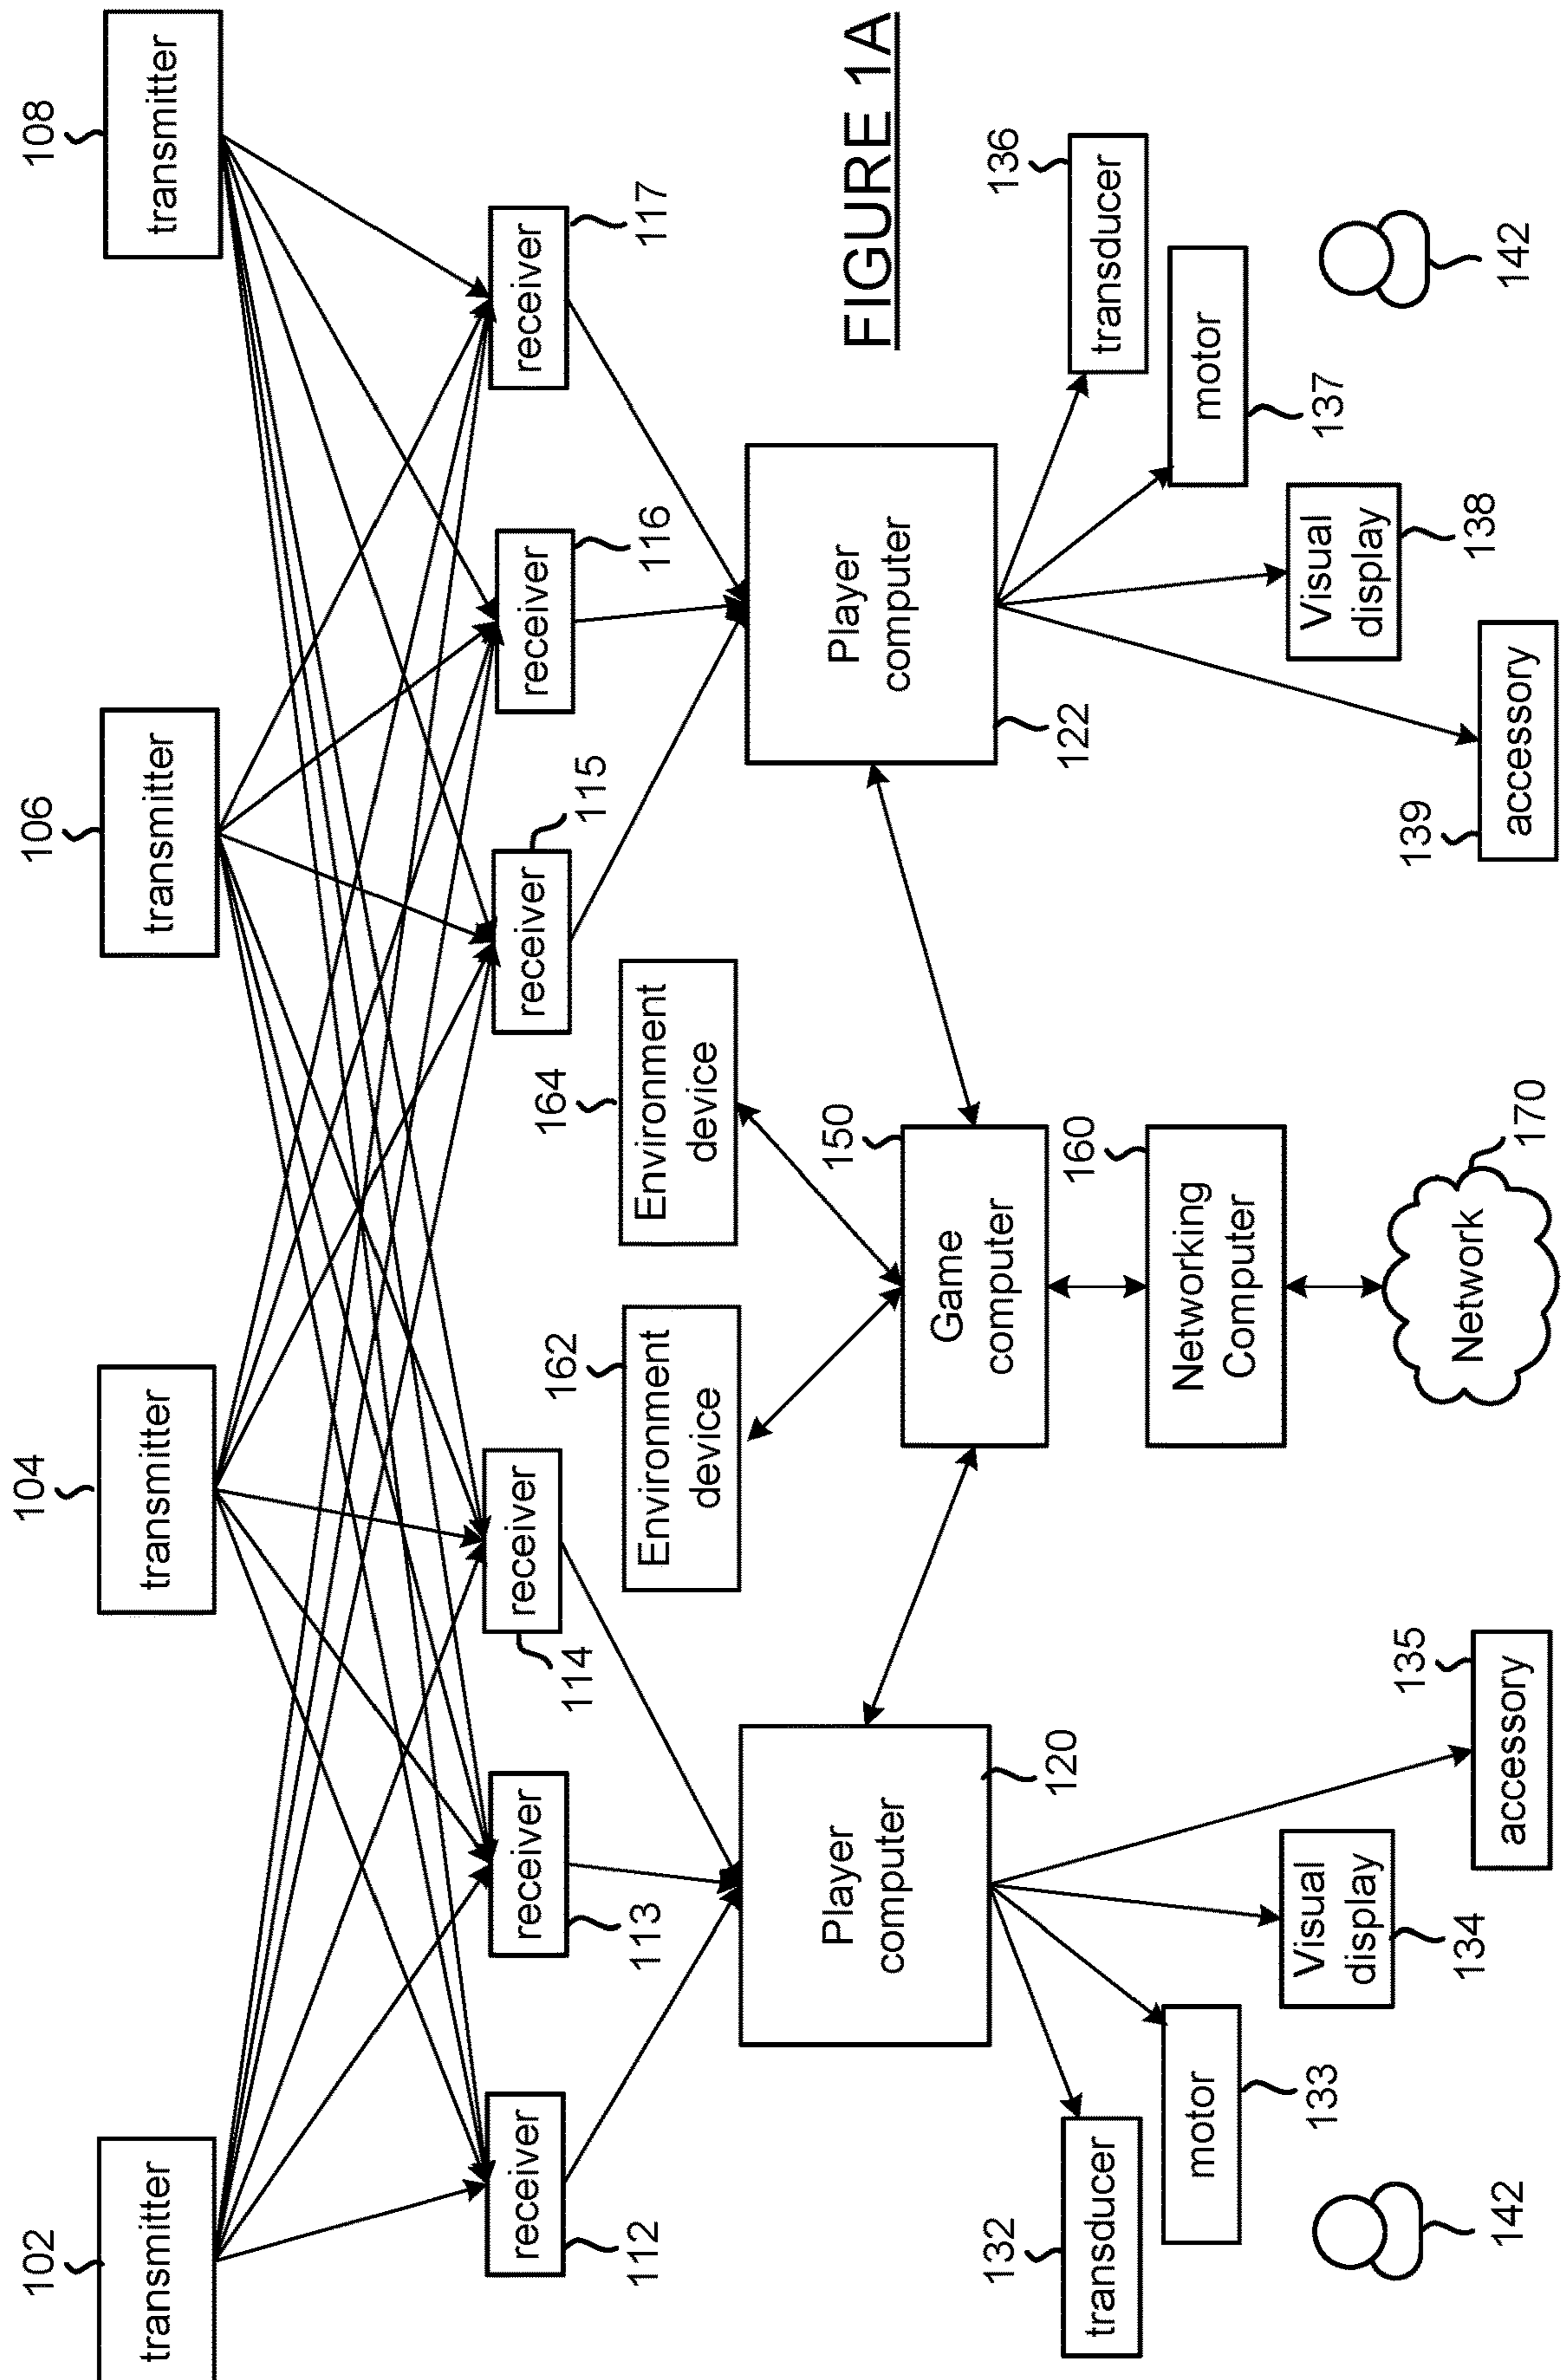 102
104
106
108
transmitter
transmitter
transmitter
transmitter
receiver
receiver
receiver
receiver
receiver
receiver
112
113
114
115
116
117
162
164
Environment
device
Environment
device
Player
computer
120
Game
computer
150
Player
computer
122
FIGURE 1A
Networking
Computer
160
Network
170
132
transducer
motor
133
Visual
display
134
135
accessory
136
transducer
motor
137
Visual
display
138
139
accessory
142
142